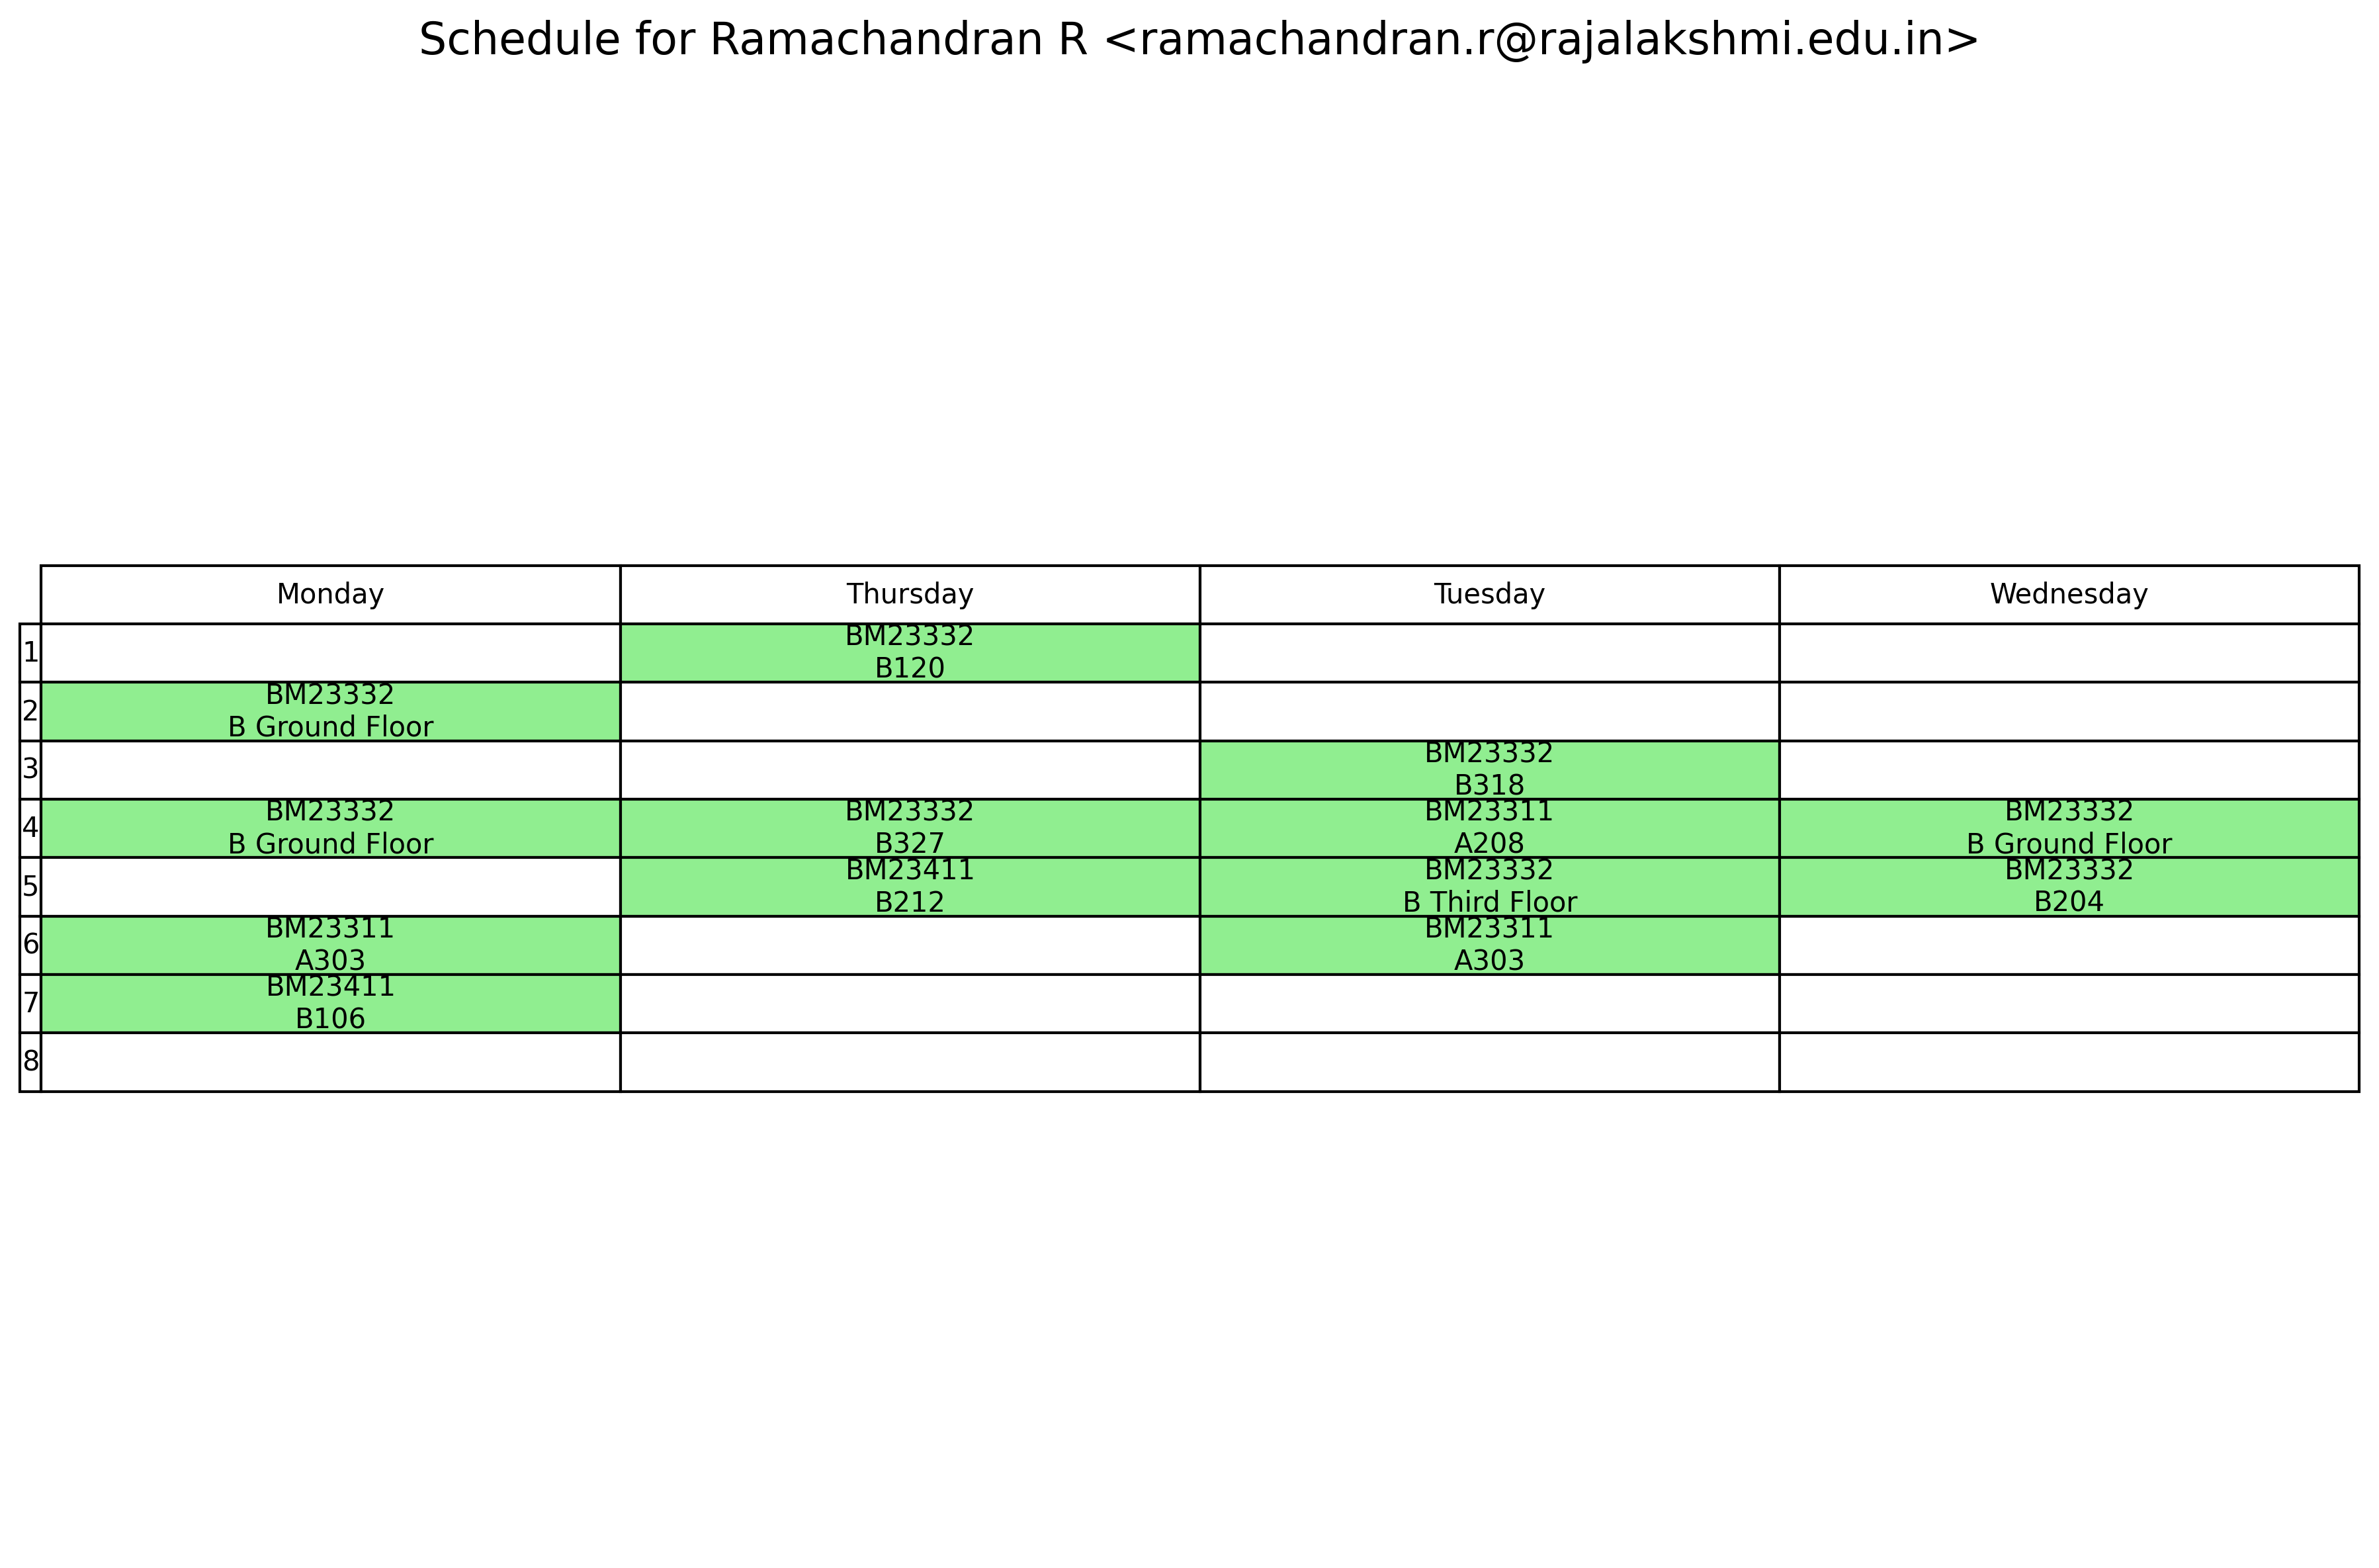 Schedule for Ramachandran R <ramachandran.r@rajalakshmi.edu.in>
Monday Thursday Tuesday Wednesday
1
BM23332
B120
2
BM23332
B Ground Floor
3
BM23332
B318
4
BM23332
B Ground Floor
BM23332
B327
BM23311
A208
BM23332
B Ground Floor
5
BM23411
B212
BM23332
B Third Floor
BM23332
B204
6
BM23311
A303
BM23311
A303
7
BM23411
B106
8